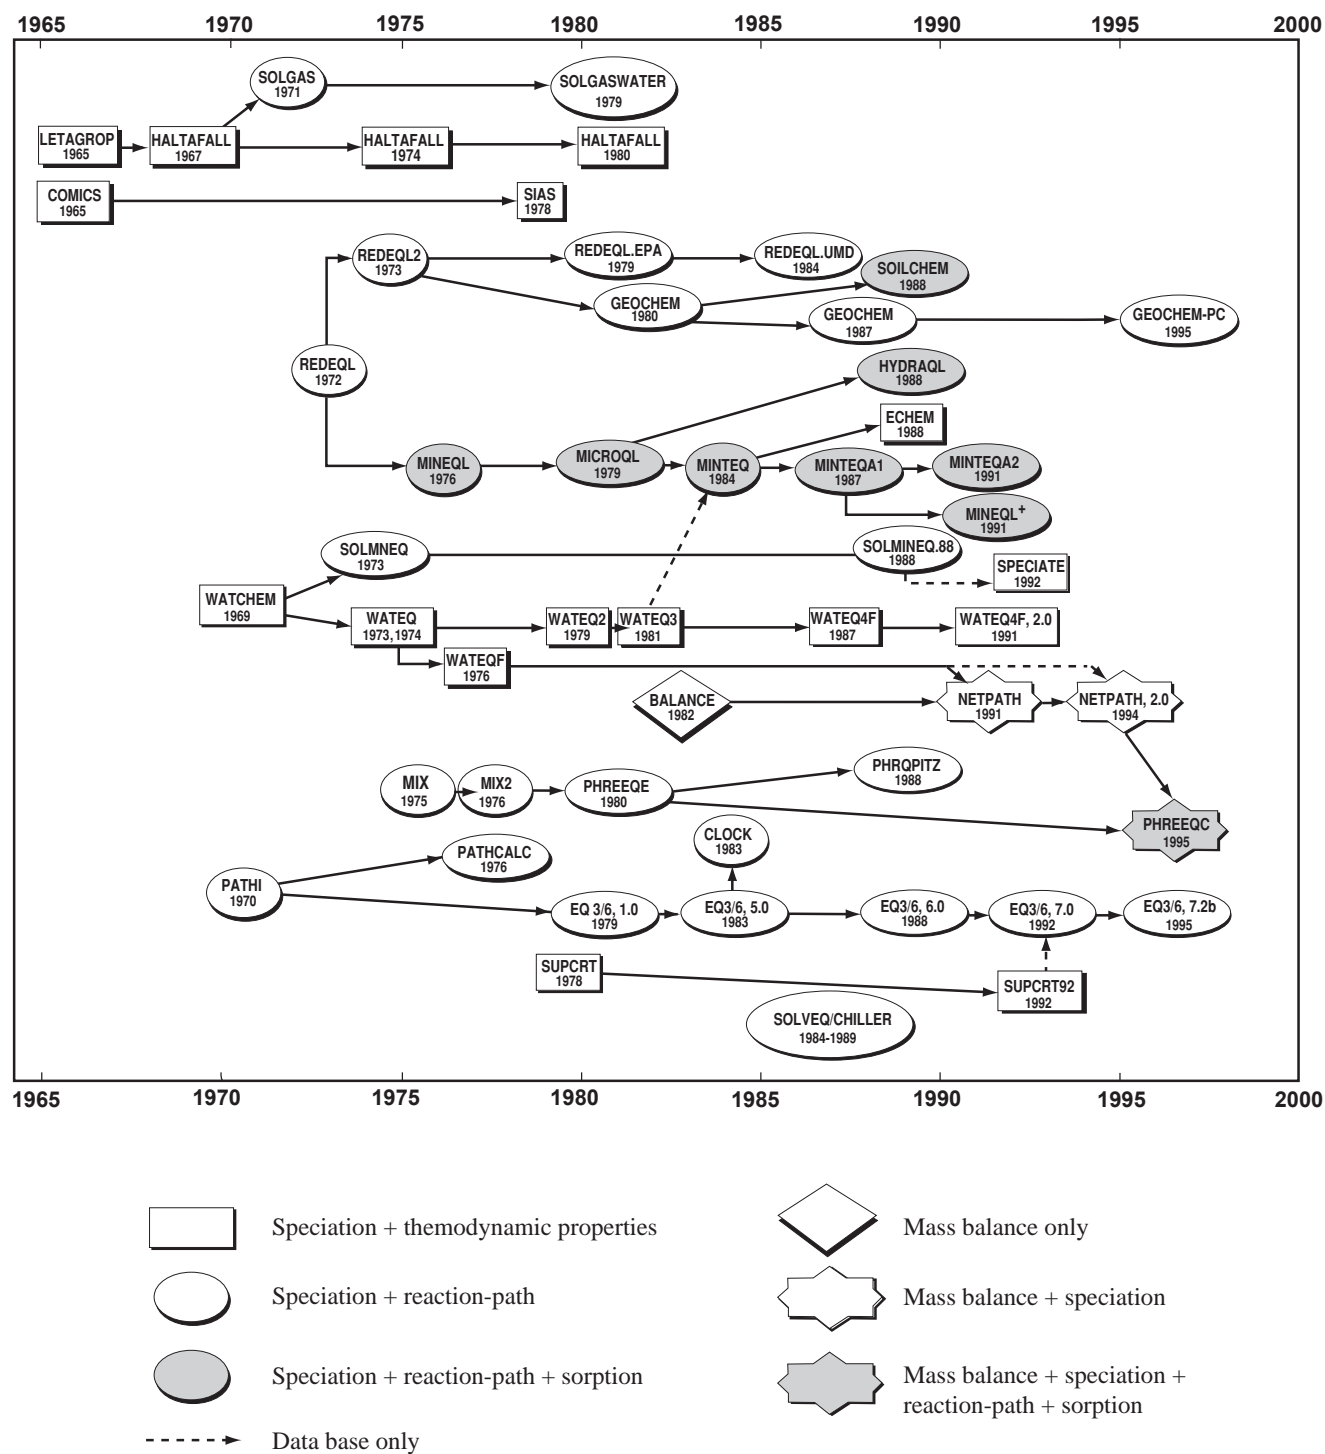 1965 1970 1975 1980 1985 1990 1995 2000
SOLGAS
1971
SOLGASWATER
1979
LETAGROP
1965
HALTAFALL
1967
HALTAFALL
1974
HALTAFALL
1980
COMICS
1965
SIAS
1978
REDEQL2
1973
REDEQL.EPA
1979
REDEQL.UMD
1984
SOILCHEM
1988
GEOCHEM
1980
GEOCHEM
1987
GEOCHEM-PC
1995
REDEQL
1972
HYDRAQL
1988
ECHEM
1988
MINEQL
1976
MICROQL
1979
MINTEQ
1984
MINTEQA1
1987
MINTEQA2
1991
MINEQL+
1991
SOLMNEQ
1973
SOLMINEQ.88
1988
SPECIATE
1992
WATCHEM
1969
WATEQ
1973,1974
WATEQ2
1979
WATEQ3
1981
WATEQ4F
1987
WATEQ4F, 2.0
1991
WATEQF
1976
BALANCE
1982
NETPATH
1991
NETPATH, 2.0
1994
MIX
1975
MIX2
1976
PHREEQE
1980
PHRQPITZ
1988
PHREEQC
1995
CLOCK
1983
PATHCALC
1976
PATHI
1970
EQ 3/6, 1.0
1979
EQ3/6, 5.0
1983
EQ3/6, 6.0
1988
EQ3/6, 7.0
1992
EQ3/6, 7.2b
1995
SUPCRT
1978
SUPCRT92
1992
SOLVEQ/CHILLER
1984-1989
1965 1970 1975 1980 1985 1990 1995 2000
Speciation + themodynamic properties
Speciation + reaction-path
Speciation + reaction-path + sorption
Data base only
Mass balance only
Mass balance + speciation
Mass balance + speciation +
reaction-path + sorption